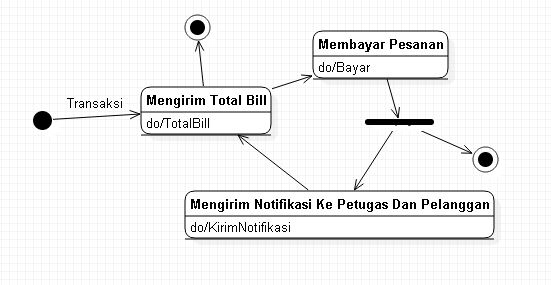 Membayar Pesanan
do/Bayar
Transaksi
Mengirim Total Bill
do/TotalBill
Mengirim Notifikasi Ke Petugas Dan Pelanggan
do/KirimNotifikasi